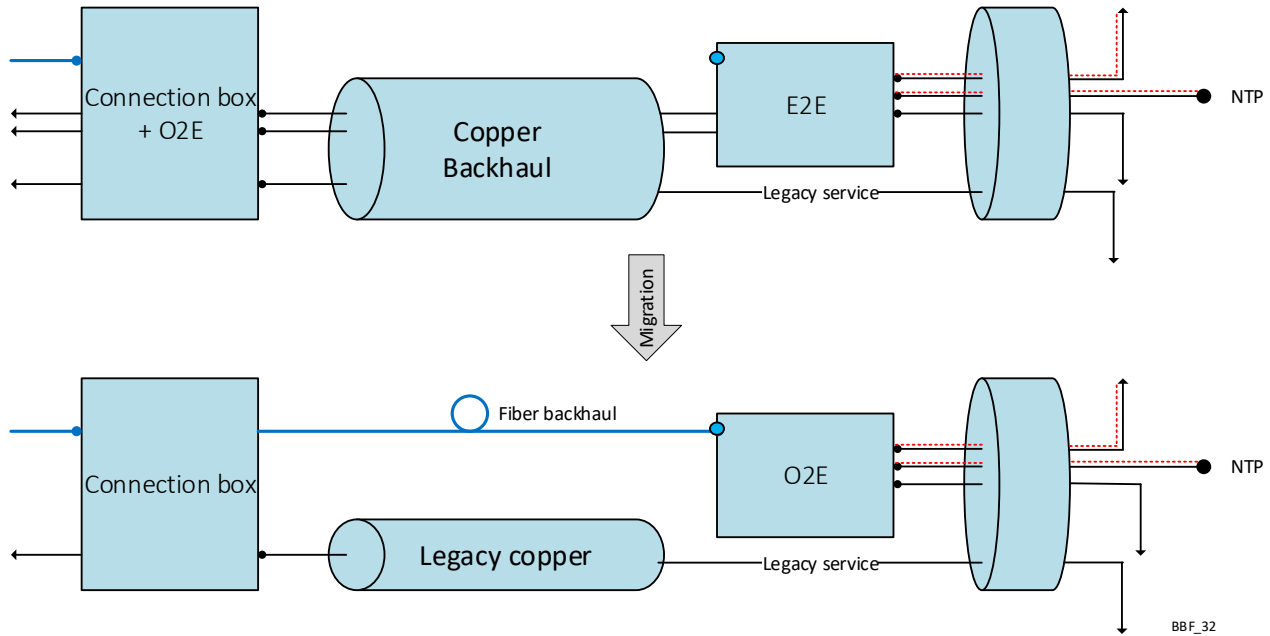 Connection box
+ O2E
Copper
Backhaul
E2E
NTP
Legacy service
Migration
Connection box
Fiber backhaul
O2E
NTP
Legacy copper
Legacy service
BBF_32